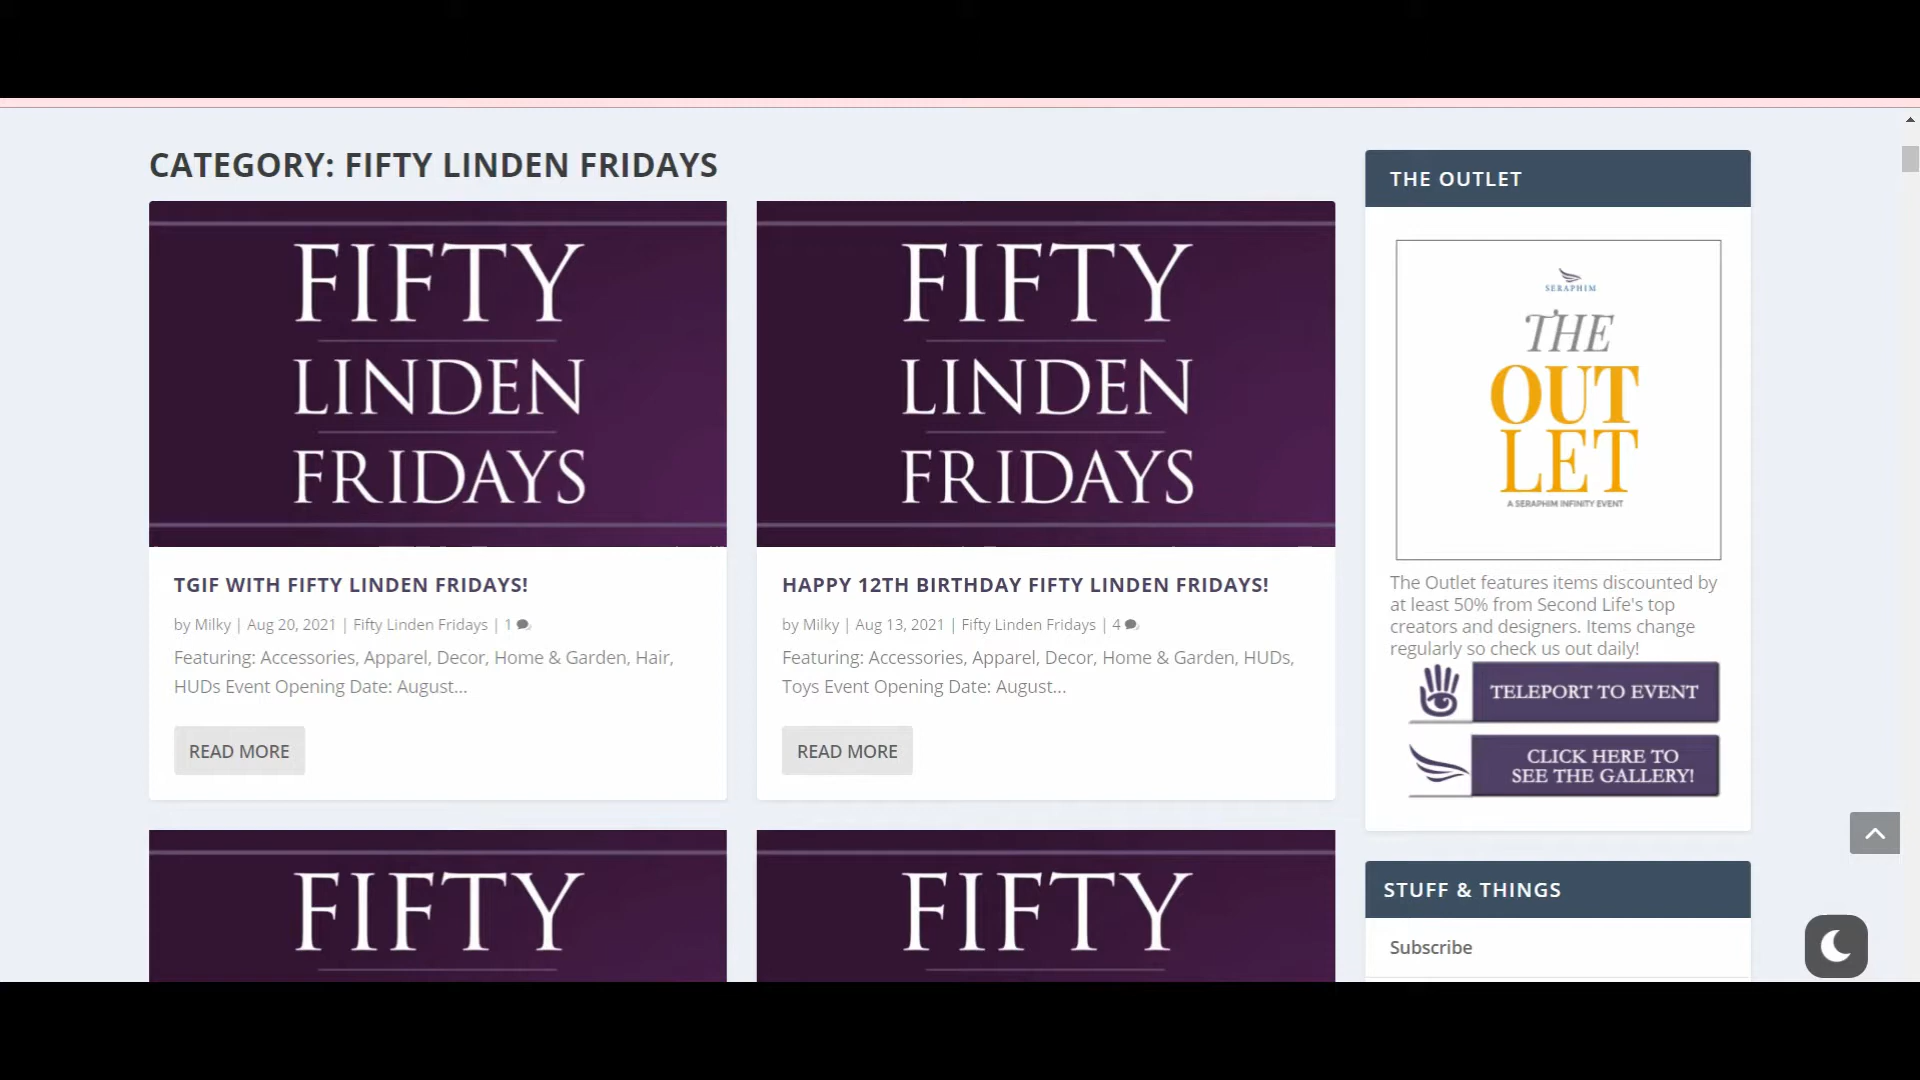 CATEGORY: FIFTY LINDEN FRIDAYS
FIFTY
LINDEN
FRIDAYS
TGIF WITH FIFTY LINDEN FRIDAYS!
by Milky | Aug 20, 2021 | Fifty Linden Fridays | 1
Featuring: Accessories, Apparel, Decor, Home & Garden, Hair,
HUDs Event Opening Date: August...
READ MORE
FIFTY
LINDEN
FRIDAYS
HAPPY 12TH BIRTHDAY FIFTY LINDEN FRIDAYS!
by Milky | Aug 13, 2021 | Fifty Linden Fridays | 4
Featuring: Accessories, Apparel, Decor, Home & Garden, HUDs,
Toys Event Opening Date: August...
READ MORE
FIFTY
FIFTY
THE OUTLET
SERAPHIM
THE
OUT
LET
A SERAPHIM INFINITY EVENT
The Outlet features items discounted by
at least 50% from Second Life's top
creators and designers. Items change
regularly so check us out daily!
TELEPORT TO EVENT
CLICK HERE TO
SEE THE GALLERY!
STUFF & THINGS
Subscribe